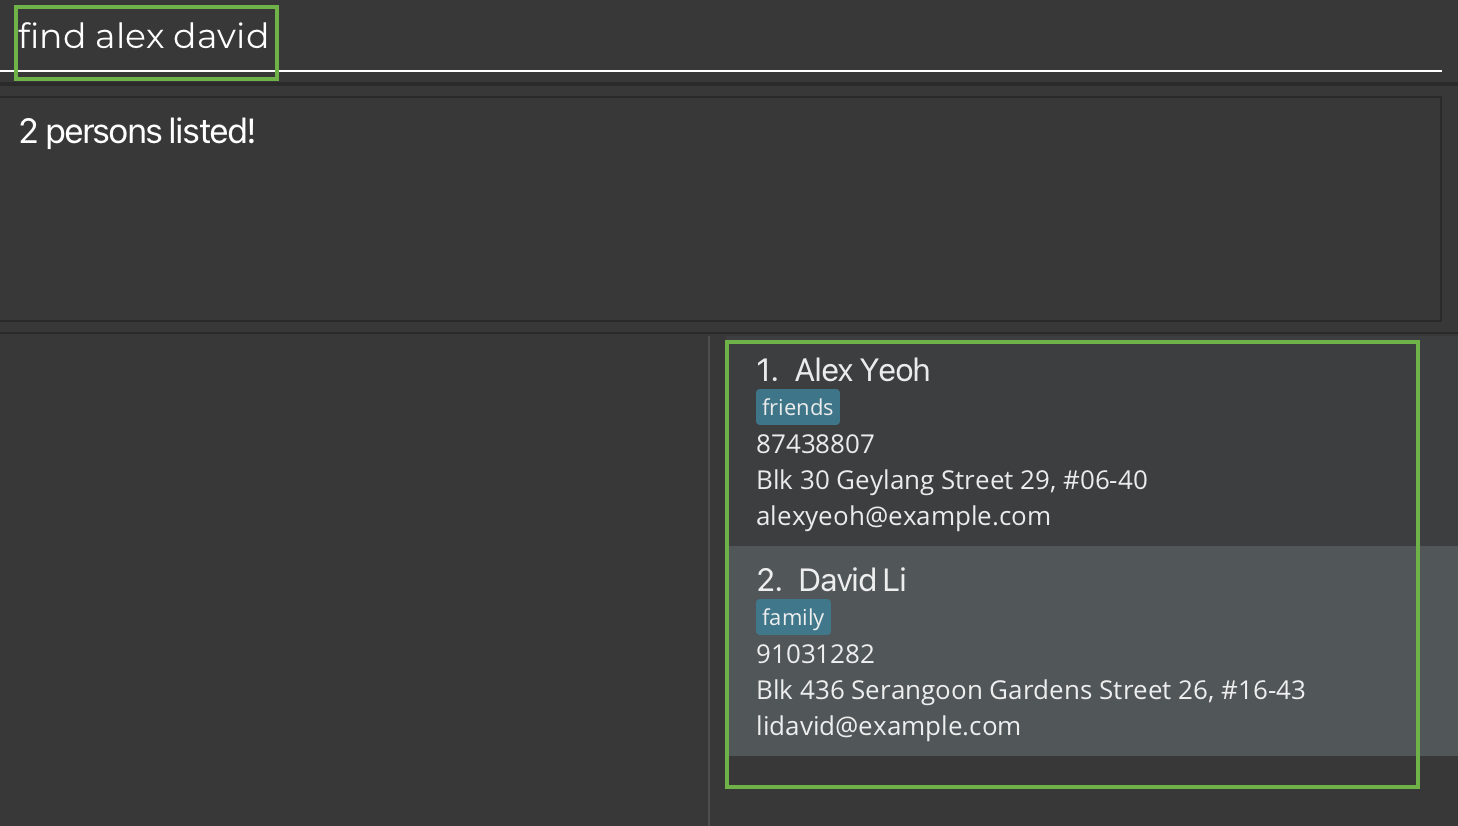 find alex david
2 persons listed!
1. Alex Yeoh
friends
87438807
Blk 30 Geylang Street 29, #06-40
alexyeoh@example.com
2. David Li
family
91031282
Blk 436 Serangoon Gardens Street 26, #16-43
lidavid@example.com